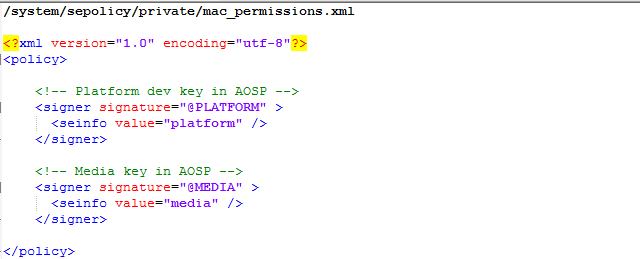 /system/sepolicy/private/mac_permissions.xml
<?xml version="1.0" encoding="utf-8"?>
<policy>
<!-- Platform dev key in AOSP -->
<signer signature="@PLATFORM" >
<seinfo value="platform" />
</signer>
<!-- Media key in AOSP -->
<signer signature="@MEDIA" >
<seinfo value="media" />
</signer>
</policy>